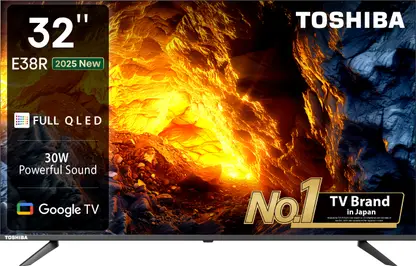 32"
TOSHIBA
E38R 2025 New
FULL QLED
30W
Powerful Sound
Google TV
No.1 TV Brand
in Japan
TOSHIBA